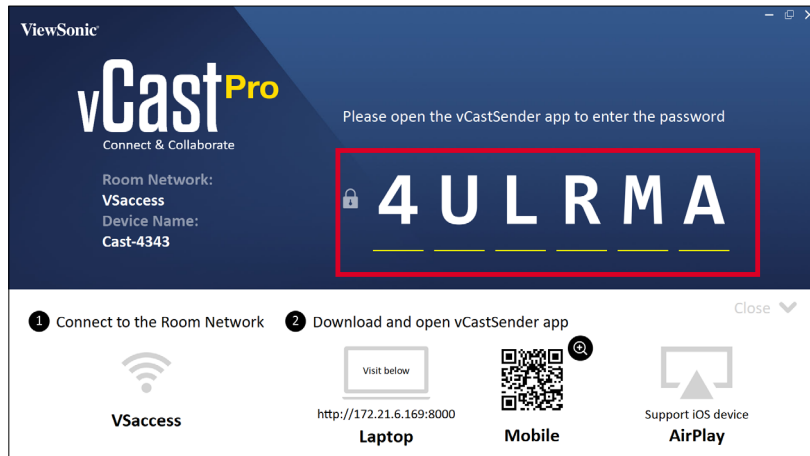 ViewSonic
vCast Pro
Connect & Collaborate
Room Network:
VSaccess
Device Name:
Cast-4343
Please open the vCastSender app to enter the password
4ULRMA
Close
1 Connect to the Room Network
VSaccess
2 Download and open vCastSender app
Visit below
http://172.21.6.169:8000
Laptop
Mobile
Support iOS device
AirPlay